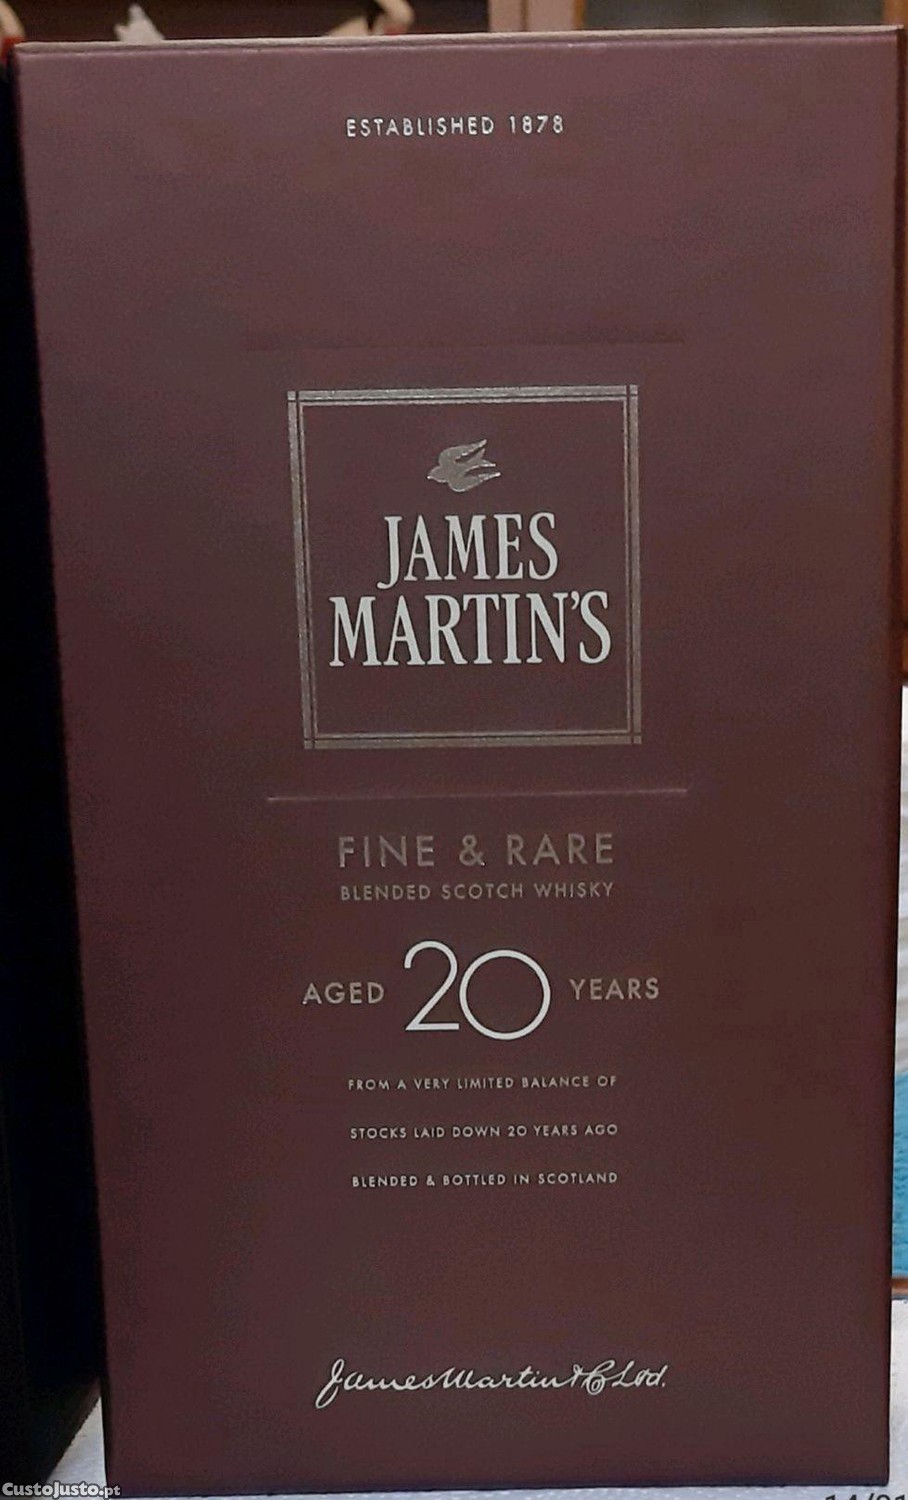 ESTABLISHED 1878
JAMES
MARTIN'S
FINE & RARE
BLENDED SCOTCH WHISKY
AGED 20 YEARS
FROM A VERY LIMITED BALANCE OF
STOCKS LAID DOWN 20 YEARS AGO
BLENDED & BOTTLED IN SCOTLAND
James Martin & Co Ltd.
CustoJusto.pt